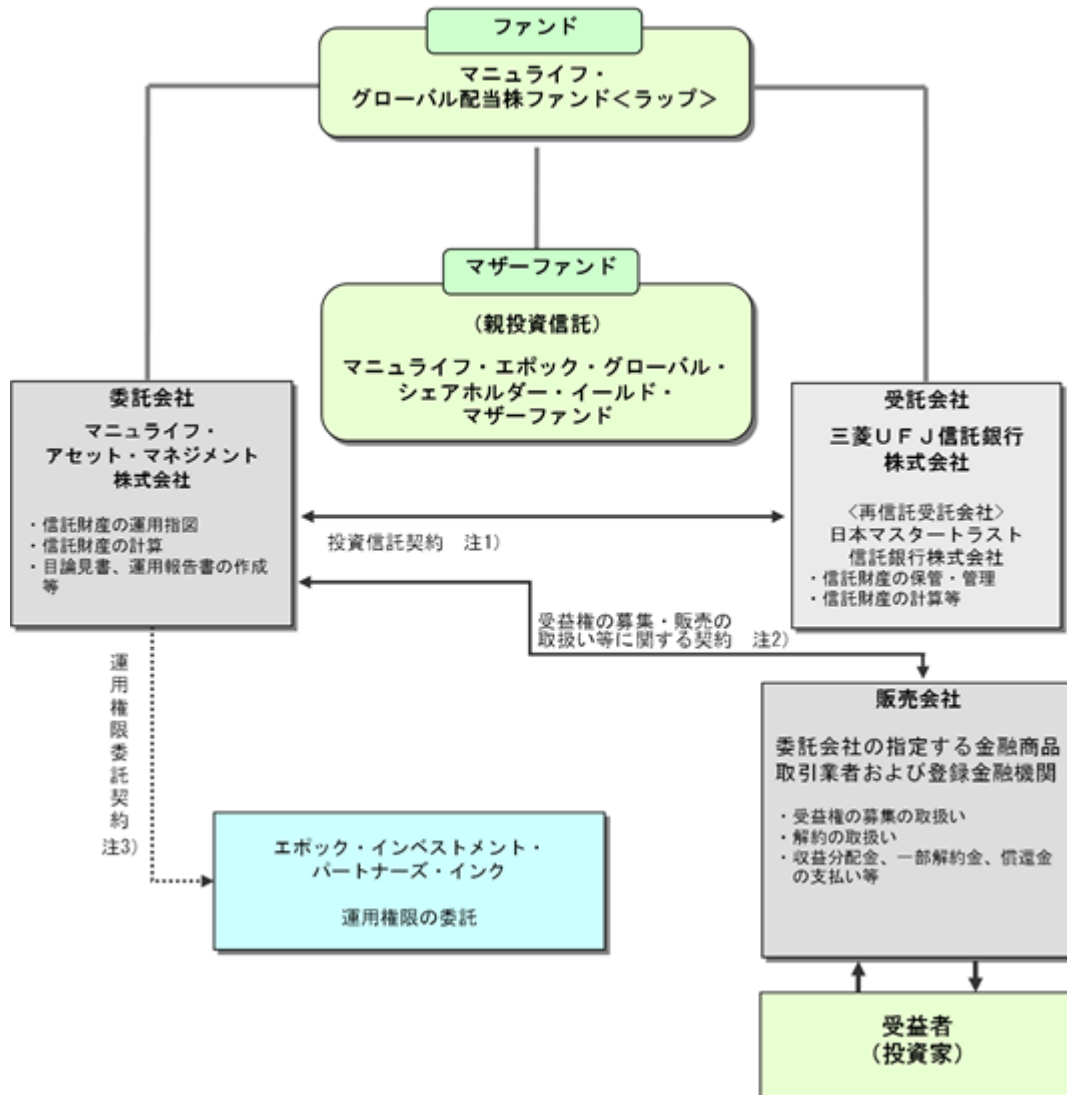 ファンド
マニュライフ・
グローバル配当株ファンド＜ラップ＞
マザーファンド
（親投資信託）
マニュライフ・エポック・グローバル・
シェアホルダー・イールド・
マザーファンド
委託会社
マニュライフ・
アセット・マネジメント
株式会社
・信託財産の運用指図
・信託財産の計算
・目論見書、運用報告書の作成
等
受託会社
三菱ＵＦＪ信託銀行
株式会社
＜再信託受託会社＞
日本マスタートラスト
信託銀行株式会社
・信託財産の保管・管理
・信託財産の計算等
投資信託契約　注1）
受益権の募集・販売の
取扱い等に関する契約　注2）
運用権限委託契約
注3）
販売会社
委託会社の指定する金融商品
取引業者および登録金融機関
・受益権の募集の取扱い
・解約の取扱い
・収益分配金、一部解約金、償還金
の支払い等
エポック・インベストメント・
パートナーズ・インク
運用権限の委託
受益者
（投資家）